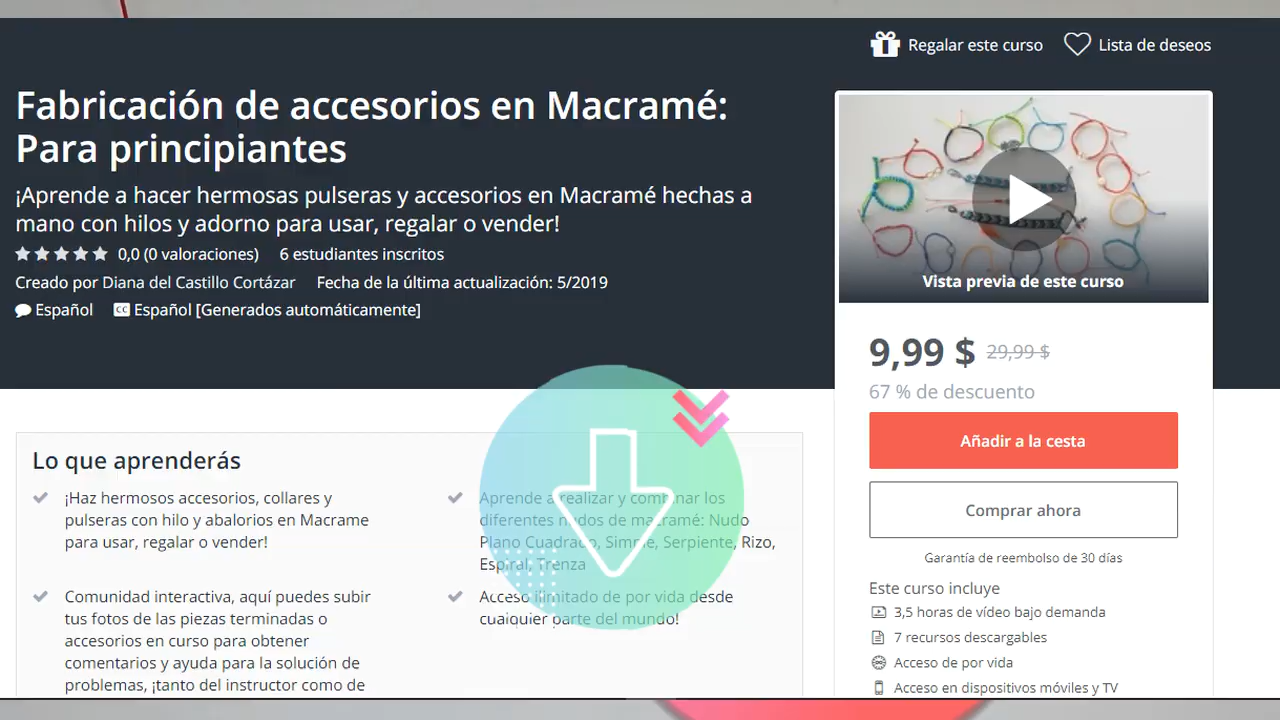 Regalar este curso
Lista de deseos
Fabricación de accesorios en Macramé:
Para principiantes
¡Aprende a hacer hermosas pulseras y accesorios en Macramé hechas a
mano con hilos y adorno para usar, regalar o vender!
0,0 (0 valoraciones) 6 estudiantes inscritos
Creado por Diana del Castillo Cortázar Fecha de la última actualización: 5/2019
Español CC Español [Generados automáticamente]
Vista previa de este curso
9,99 $ 29,99 $
67 % de descuento
Añadir a la cesta
Comprar ahora
Garantía de reembolso de 30 días
Este curso incluye
3,5 horas de vídeo bajo demanda
7 recursos descargables
Acceso de por vida
Acceso en dispositivos móviles y TV
Lo que aprenderás
¡Haz hermosos accesorios, collares y
pulseras con hilo y abalorios en Macrame
para usar, regalar o vender!
Aprende a realizar y combinar los
diferentes nudos de macramé: Nudo
Plano Cuadrado, Simple, Serpiente, Rizo,
Espiral, Trenza
Comunidad interactiva, aquí puedes subir
tus fotos de las piezas terminadas o
accesorios en curso para obtener
comentarios y ayuda para la solución de
problemas, ¡tanto del instructor como de
Acceso ilimitado de por vida desde
cualquier parte del mundo!